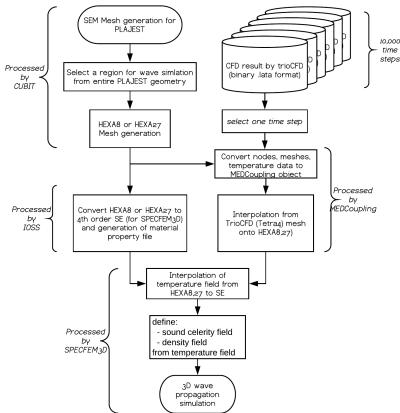 SEM Mesh generation for
PLAJEST
Processed
by
CUBIT
Select a region for wave simlation
from entire PLAJEST geometry
HEXA8 or HEXA27
Mesh generation
CFD result by trioCFD
(binary .lata format)
10,000
time
steps
select one time step
Convert nodes, meshes,
temperature data to
MEDCoupling object
Processed
by
MEDCoupling
Processed
by
IOSS
Convert HEXA8 or HEXA27 to
4th order SE (for SPECFEM3D)
and generation of material
property file
Interpolation from
TrioCFD (Tetra4) mesh
onto HEXA8,27)
Interpolation of
temperature field from
HEXA8,27 to SE
Processed
by
SPECFEM3D
define:
- sound celerity field
- density field
from temperature field
3D wave
propagation
simulation